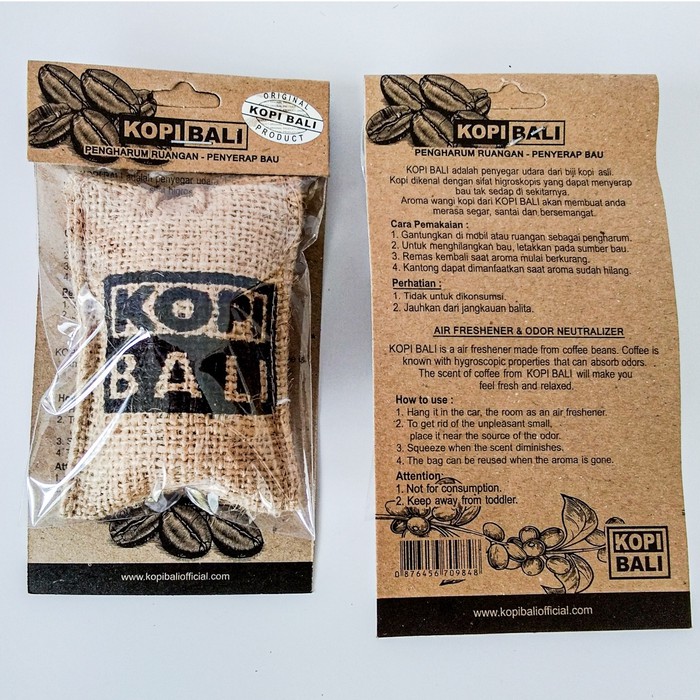 KOPI BALI
PENGHARUM RUANGAN - PENYERAP BAU
ORIGINAL
KOPI BALI
PRODUCT
KOPI BALI adalah penyegar udara
KOPI
BALI
www.kopibaliofficial.com
KOPI BALI
PENGHARUM RUANGAN - PENYERAP BAU
KOPI BALI adalah penyegar udara dari biji kopi asli.
Kopi dikenal dengan sifat higroskopis yang dapat menyerap
bau tak sedap di sekitarnya.
Aroma wangi kopi dari KOPI BALI akan membuat anda
merasa segar, santai dan bersemangat.
Cara Pemakaian :
1. Gantungkan di mobil atau ruangan sebagai pengharum.
2. Untuk menghilangkan bau, letakkan pada sumber bau.
3. Remas kembali saat aroma mulai berkurang.
4. Kantong dapat dimanfaatkan saat aroma sudah hilang.
Perhatian :
1. Tidak untuk dikonsumsi.
2. Jauhkan dari jangkauan balita.
AIR FRESHENER & ODOR NEUTRALIZER
KOPI BALI is a air freshener made from coffee beans. Coffee is
known with hygroscopic properties that can absorb odors.
The scent of coffee from KOPI BALI will make you
feel fresh and relaxed.
How to use :
1. Hang it in the car, the room as an air freshener.
2. To get rid of the unpleasant small,
place it near the source of the odor.
3. Squeeze when the scent diminishes.
4. The bag can be reused when the aroma is gone.
Attention:
1. Not for consumption.
2. Keep away from toddler.
0 876456 709848
KOPI
BALI
www.kopibaliofficial.com